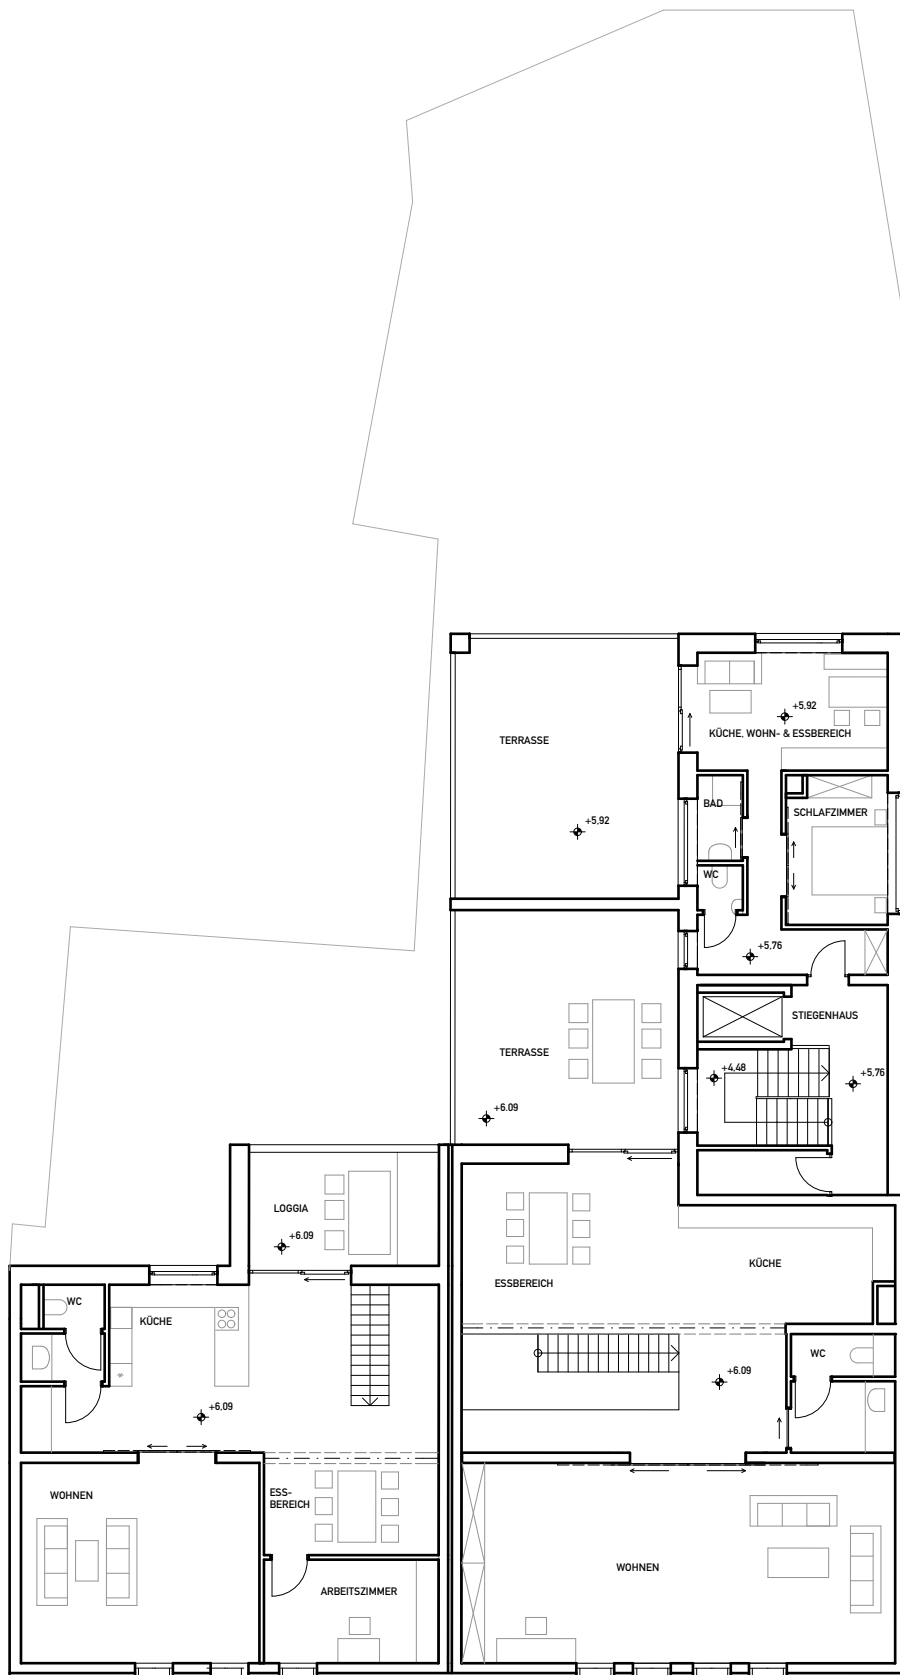 +5,92
KÜCHE, WOHN- & ESSBEREICH
TERRASSE
BAD
SCHLAFZIMMER
+5,92
WC
+5,76
STIEGENHAUS
TERRASSE
+4,48
+5,76
+6.09
LOGGIA
+6.09
KÜCHE
ESSBEREICH
WC
KÜCHE
WC
+6.09
+6,09
WOHNEN
ESS-
BEREICH
WOHNEN
ARBEITSZIMMER